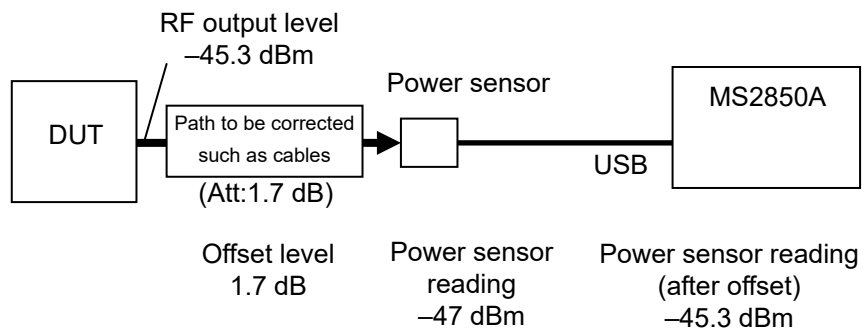 RF output level
–45.3 dBm
Power sensor
MS2850A
DUT
Path to be corrected
such as cables
(Att:1.7 dB)
USB
Offset level
1.7 dB
Power sensor
reading
–47 dBm
Power sensor reading
(after offset)
–45.3 dBm